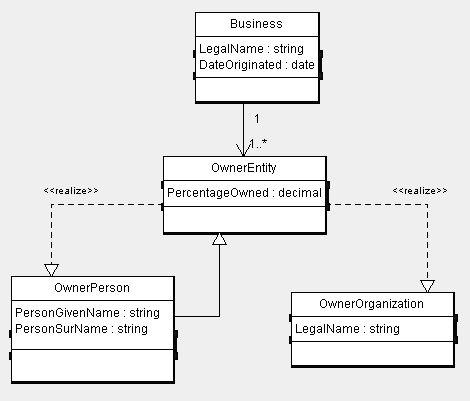 Business
LegalName : string
DateOriginated : date
1
1..*
OwnerEntity
PercentageOwned : decimal
<<realize>>
<<realize>>
OwnerPerson
PersonGivenName : string
PersonSurName : string
OwnerOrganization
LegalName : string